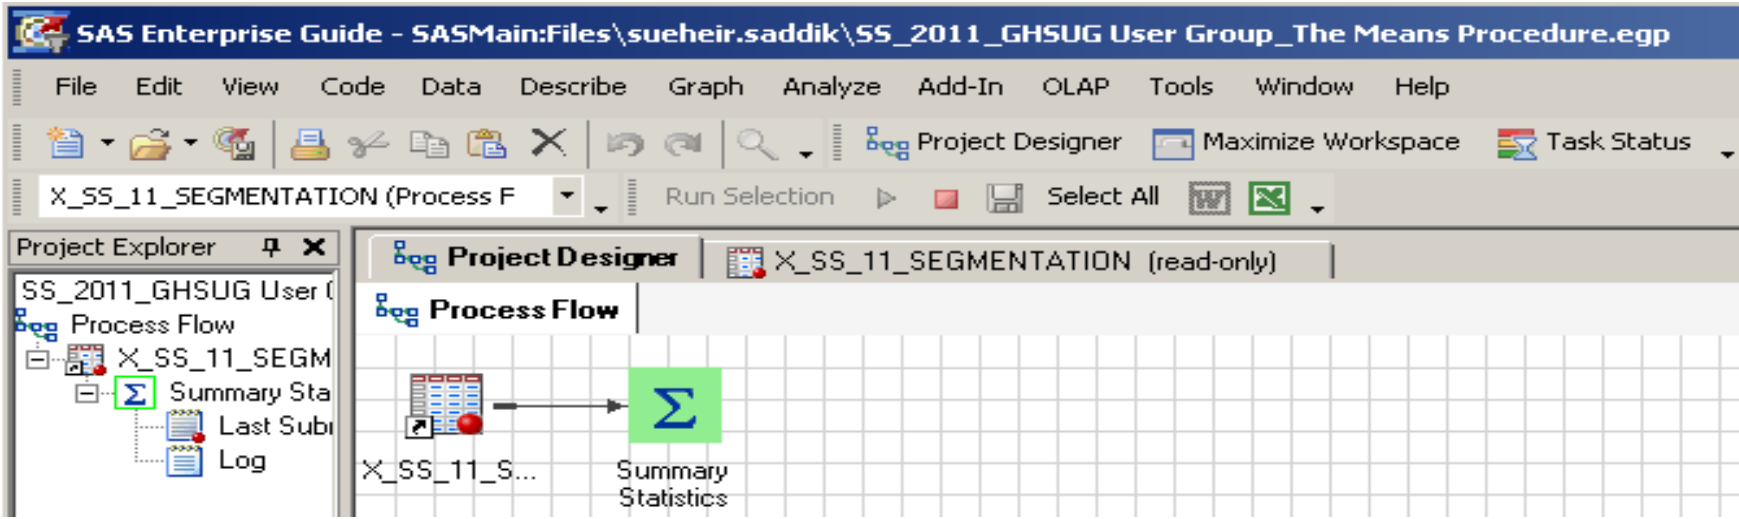 SAS Enterprise Guide - SASMain:Files\sueheir.saddik\SS_2011_GHSUG User Group_The Means Procedure.egp
File Edit View Code Data Describe Graph Analyze Add-In OLAP Tools Window Help
Project Designer Maximize Workspace Task Status
X_SS_11_SEGMENTATION (Process F Run Selection Select All
Project Explorer
Project Designer X_SS_11_SEGMENTATION (read-only)
SS_2011_GHSUG User (
Process Flow
Process Flow
X_SS_11_SEGM
Σ Summary Sta
Last Subr
Log
Σ
X_SS_11_S...
Summary
Statistics